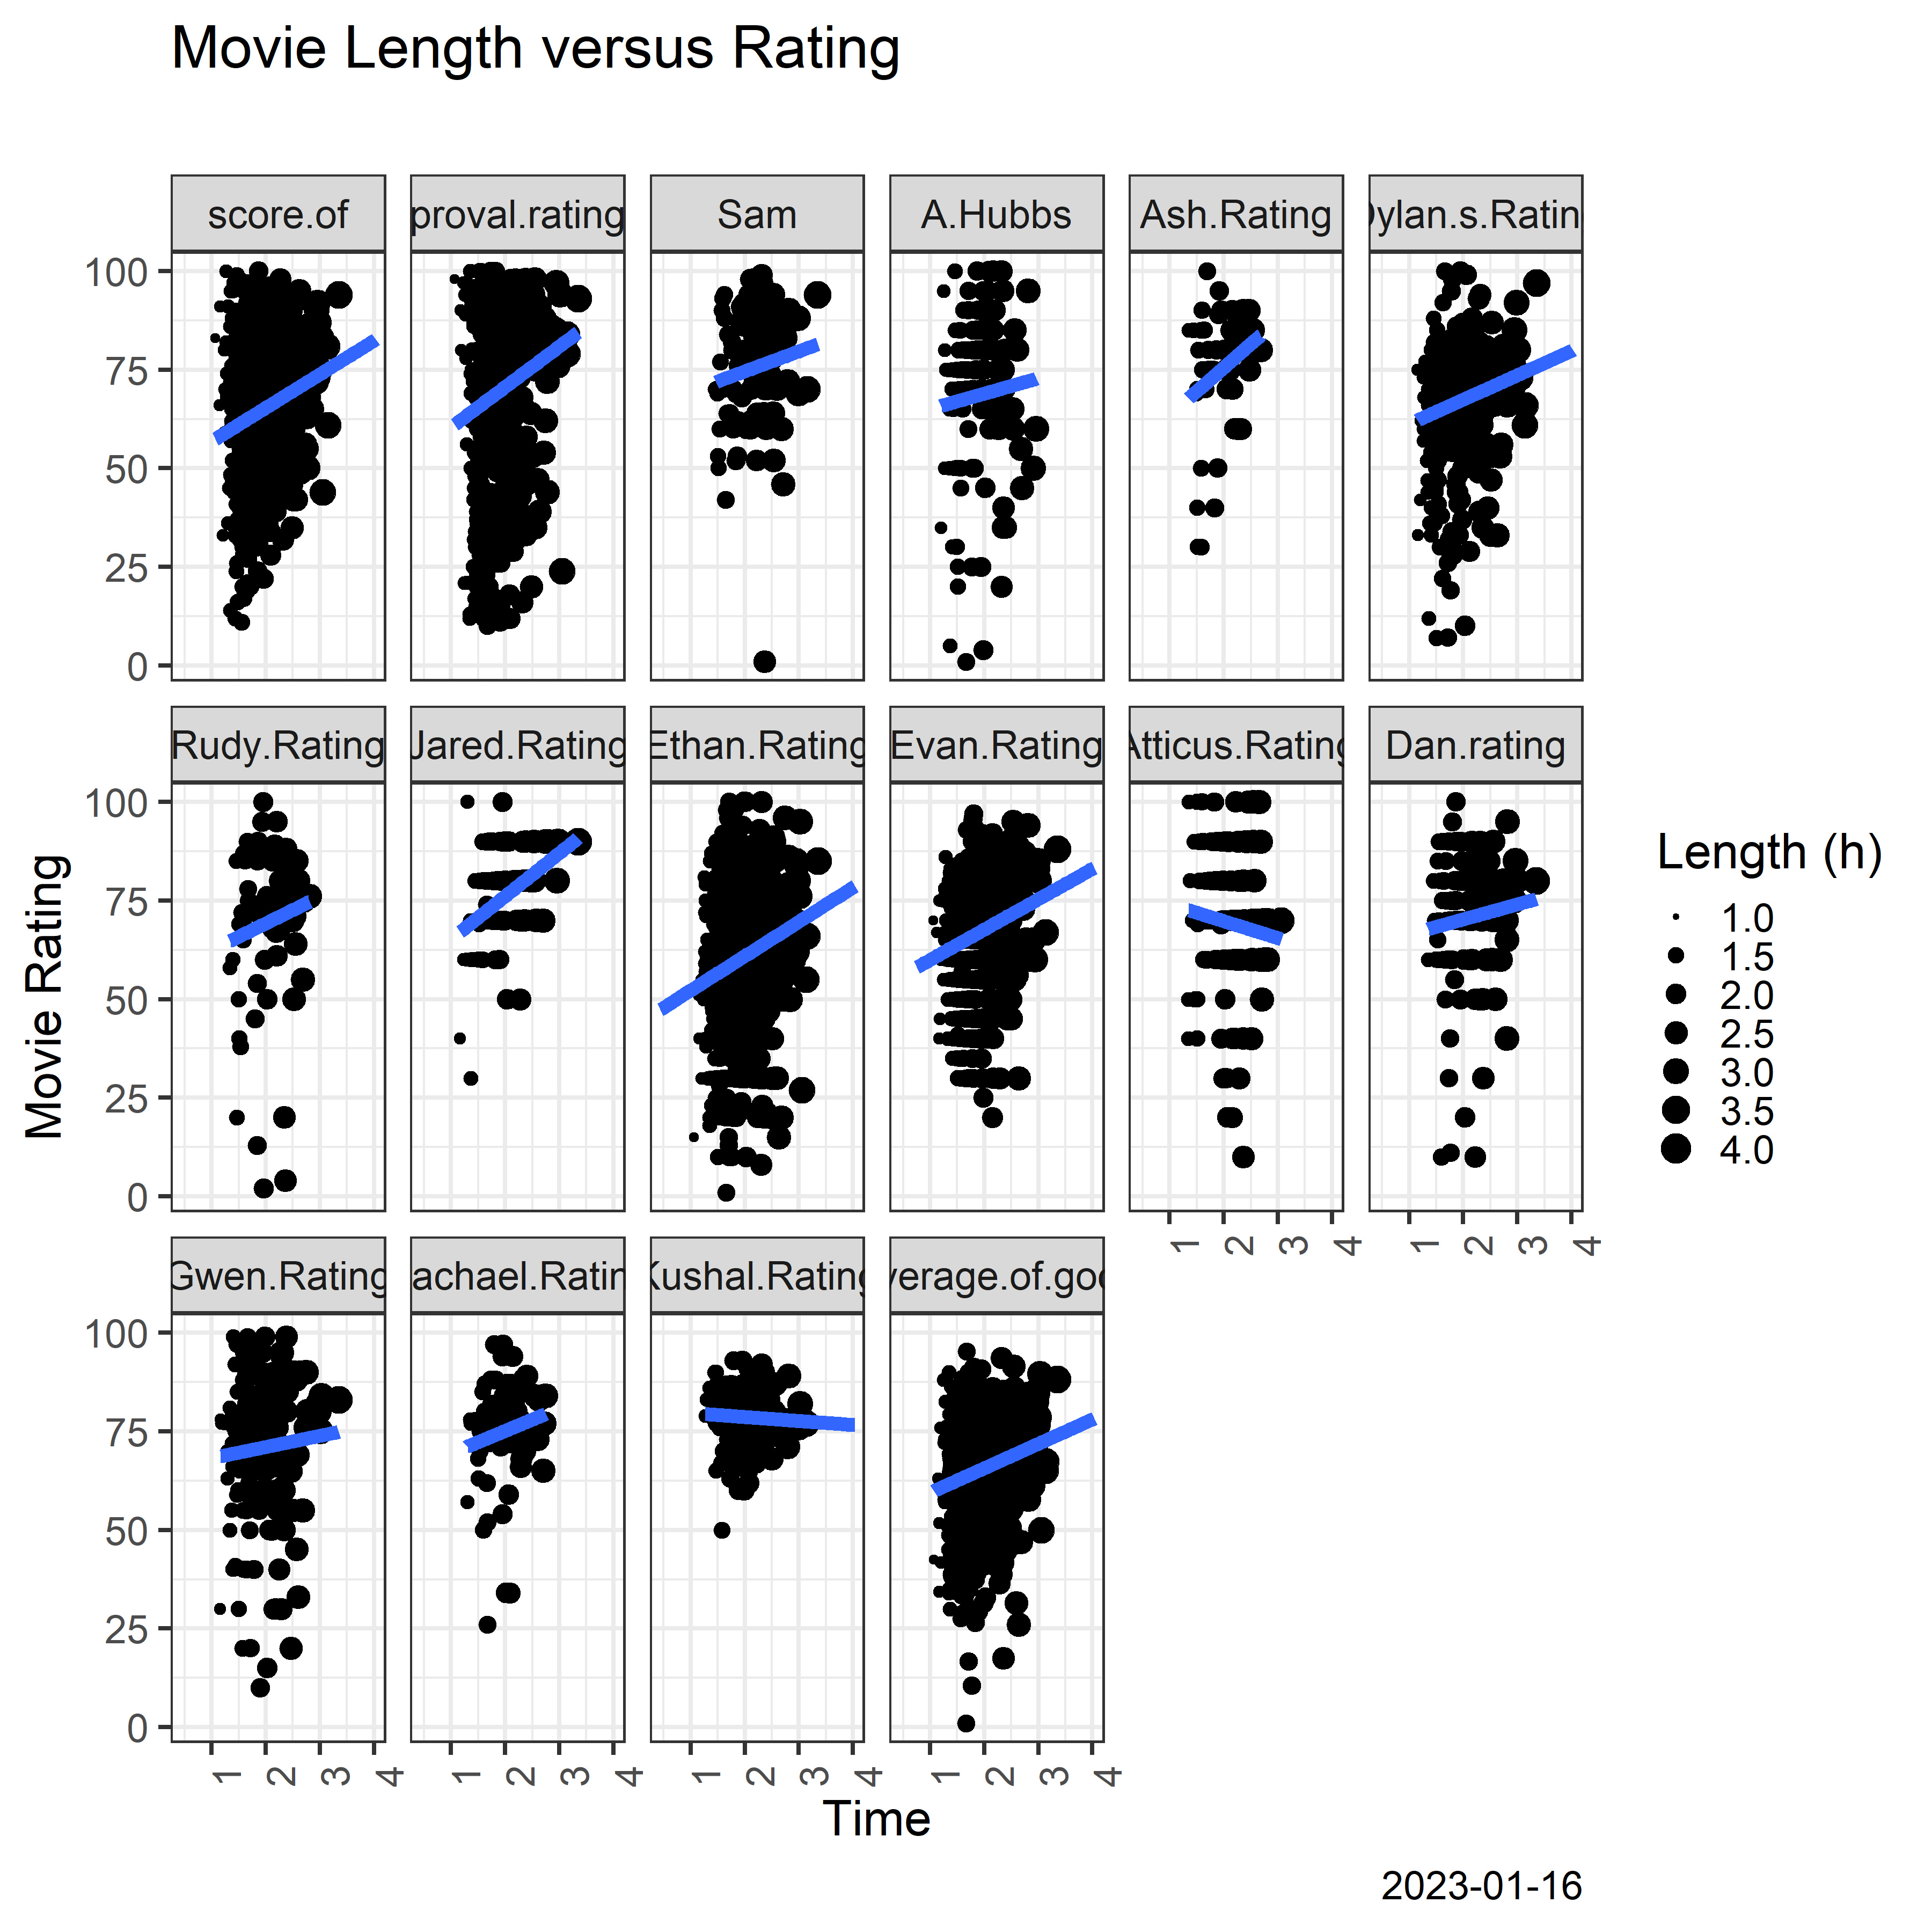 Movie Length versus Rating
score.of
proval.rating
Sam
A.Hubbs
Ash.Rating
ylan.s.Ratin
100
75
50
25
0
Rudy.Rating
Jared.Rating
Ethan.Rating
Evan.Rating
Atticus.Rating
Dan.rating
100
75
50
25
0
1 2 3 4
1 2 3 4
Gwen.Rating
achael.Ratin
Kushal.Rating
verage.of.goo
100
75
50
25
0
1 2 3 4
1 2 3 4
1 2 3 4
1 2 3 4
Movie Rating
Time
Length (h)
1.0
1.5
2.0
2.5
3.0
3.5
4.0
2023-01-16